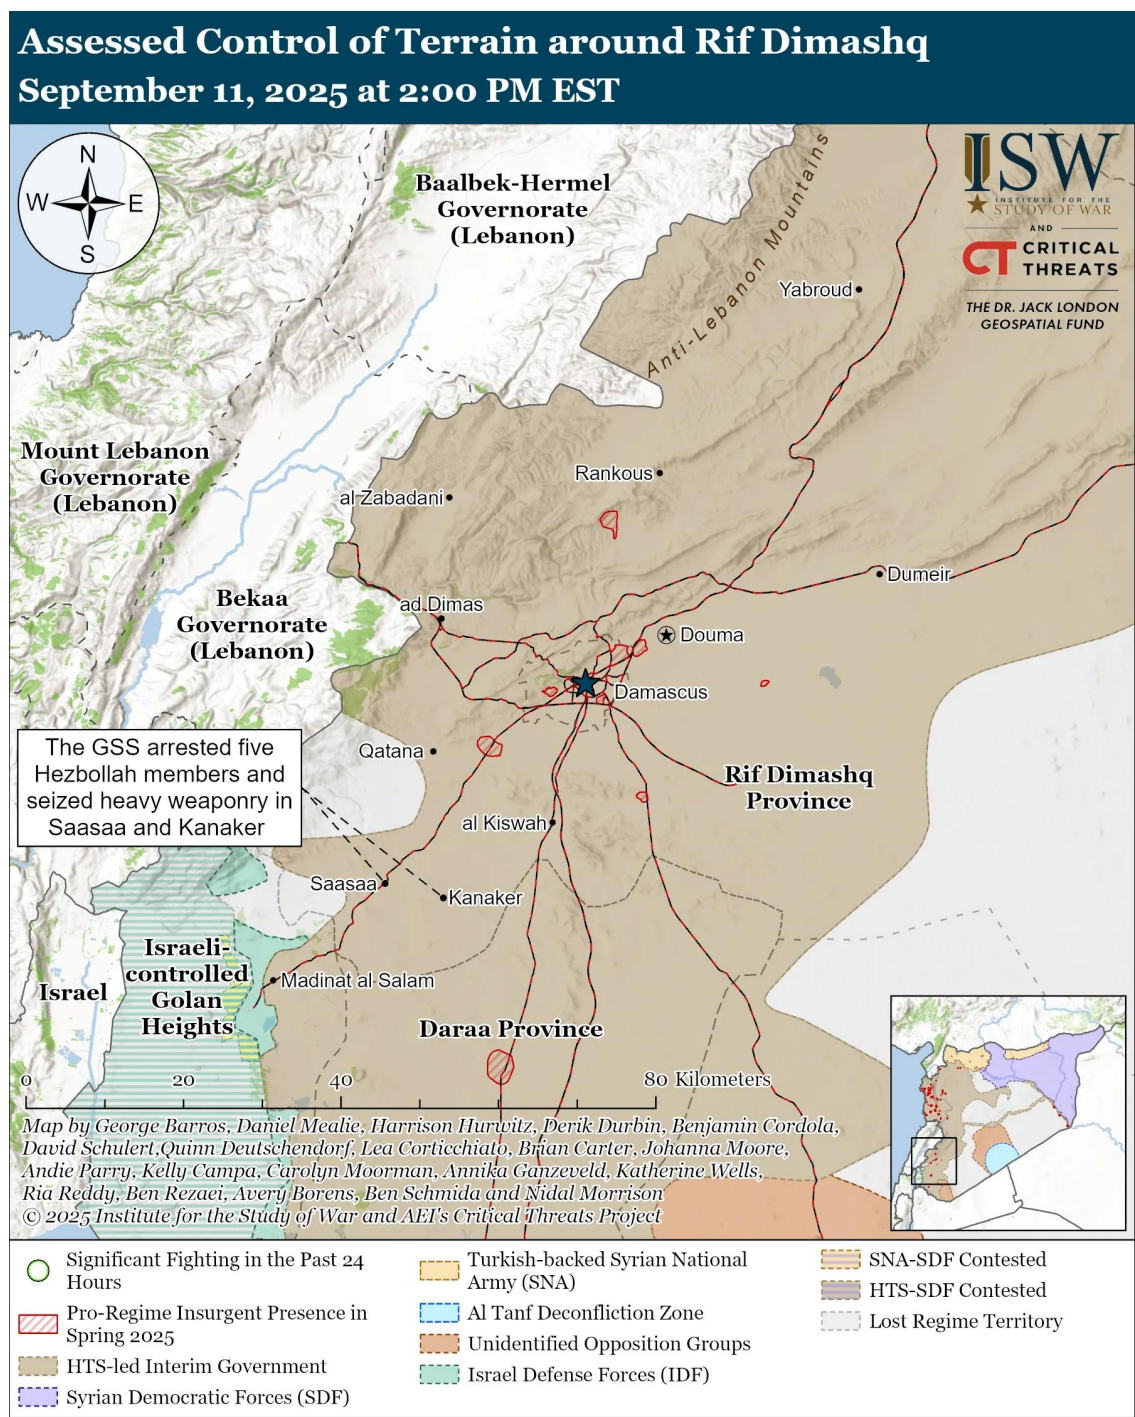 Assessed Control of Terrain around Rif Dimashq
September 11, 2025 at 2:00 PM EST
N
W
E
S
ISW
INSTITUTE FOR THE
STUDY OF WAR
AND
CT CRITICAL
THREATS
THE DR. JACK LONDON
GEOSPATIAL FUND
Baalbek-Hermel
Governorate
(Lebanon)
Anti-Lebanon Mountains
Yabroud
Mount Lebanon
Governorate
(Lebanon)
Rankous
al Zabadani
Dumeir
Bekaa
Governorate
(Lebanon)
ad Dimas
Douma
Damascus
The GSS arrested five
Hezbollah members and
seized heavy weaponry in
Saasaa and Kanaker
Qatana
Rif Dimashq
Province
al Kiswah
Saasaa
Kanaker
Israeli-
controlled
Golan
Heights
Israel
Madinat al Salam
Daraa Province
0
20
40
80 Kilometers
Map by George Barros, Daniel Mealie, Harrison Hurwitz, Derik Durbin, Benjamin Cordola,
David Schulert,Quinn Deutschendorf, Lea Corticchiato, Brian Carter, Johanna Moore,
Andie Parry, Kelly Campa, Carolyn Moorman, Annika Ganzeveld, Katherine Wells,
Ria Reddy, Ben Rezaei, Avery Borens, Ben Schmida and Nidal Morrison
© 2025 Institute for the Study of War and AEI's Critical Threats Project
Significant Fighting in the Past 24
Hours
Pro-Regime Insurgent Presence in
Spring 2025
HTS-led Interim Government
Syrian Democratic Forces (SDF)
Turkish-backed Syrian National
Army (SNA)
Al Tanf Deconfliction Zone
Unidentified Opposition Groups
Israel Defense Forces (IDF)
SNA-SDF Contested
HTS-SDF Contested
Lost Regime Territory